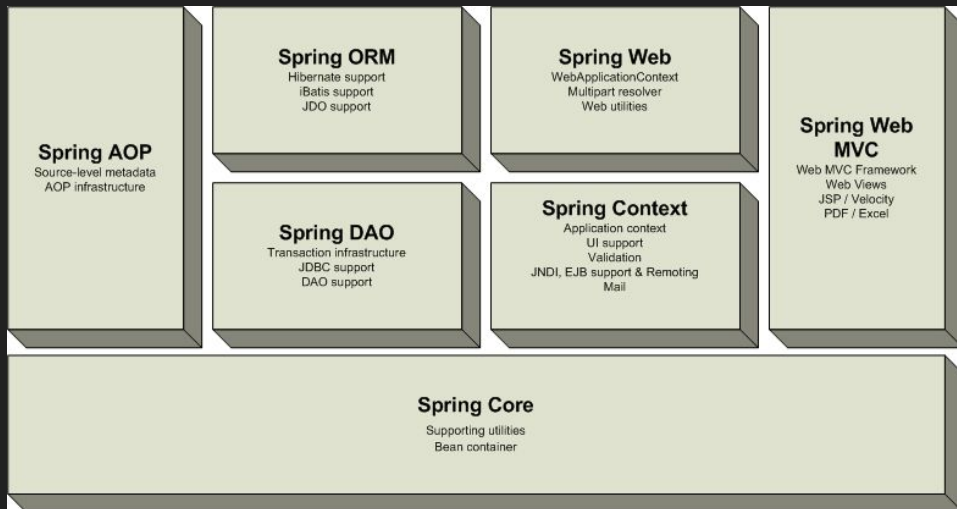 Spring AOP
Source-level metadata
AOP infrastructure
Spring ORM
Hibernate support
iBatis support
JDO support
Spring DAO
Transaction infrastructure
JDBC support
DAO support
Spring Web
WebApplicationContext
Multipart resolver
Web utilities
Spring Context
Application context
UI support
Validation
JNDI, EJB support & Remoting
Mail
Spring Web
MVC
Web MVC Framework
Web Views
JSP / Velocity
PDF / Excel
Spring Core
Supporting utilities
Bean container